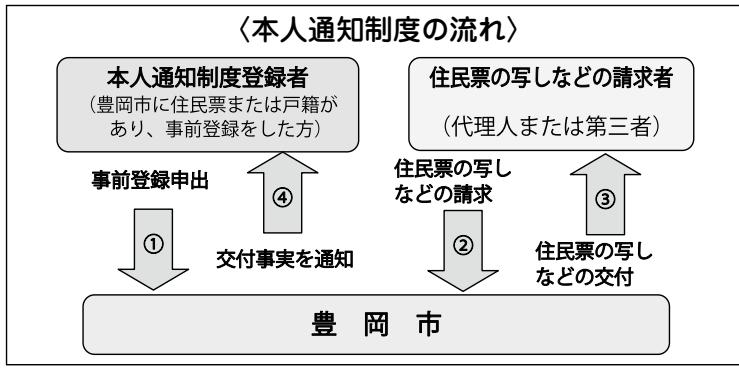 〈本人通知制度の流れ〉
本人通知制度登録者
（豊岡市に住民票または戸籍が
あり、事前登録をした方）
住民票の写しなどの請求者
（代理人または第三者）
事前登録申出
①
④
交付事実を通知
住民票の写し
などの請求
②
③
住民票の写し
などの交付
豊 岡 市